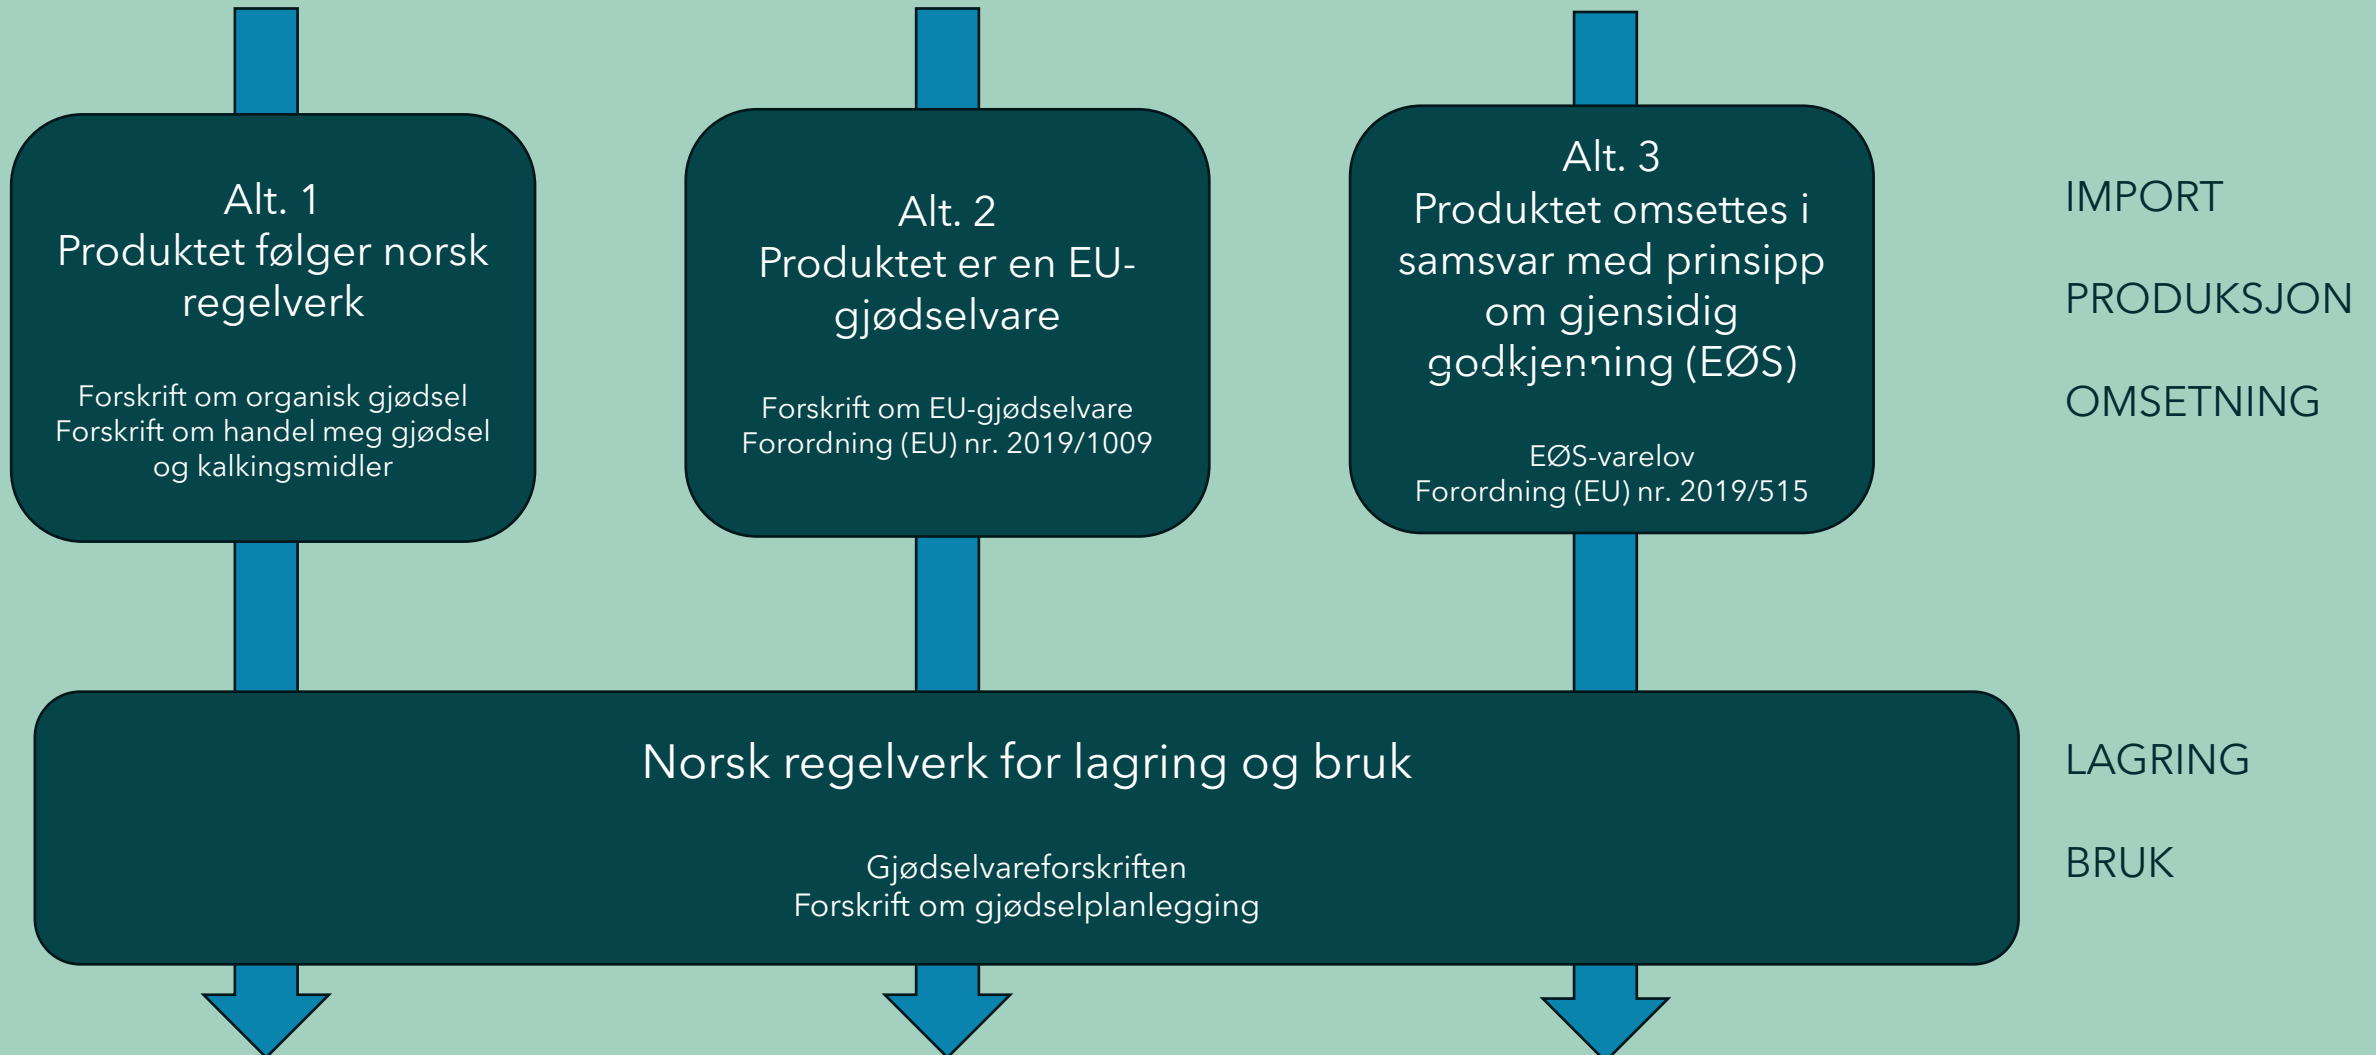 Alt. 1
Produktet følger norsk
regelverk
Forskrift om organisk gjødsel
Forskrift om handel meg gjødsel
og kalkingsmidler
Alt. 2
Produktet er en EU-
gjødselvare
Forskrift om EU-gjødselvare
Forordning (EU) nr. 2019/1009
Alt. 3
Produktet omsettes i
samsvar med prinsipp
om gjensidig
godkjenning (EØS)
EØS-varelov
Forordning (EU) nr. 2019/515
IMPORT
PRODUKSJON
OMSETNING
Norsk regelverk for lagring og bruk
Gjødselvareforskriften
Forskrift om gjødselplanlegging
LAGRING
BRUK